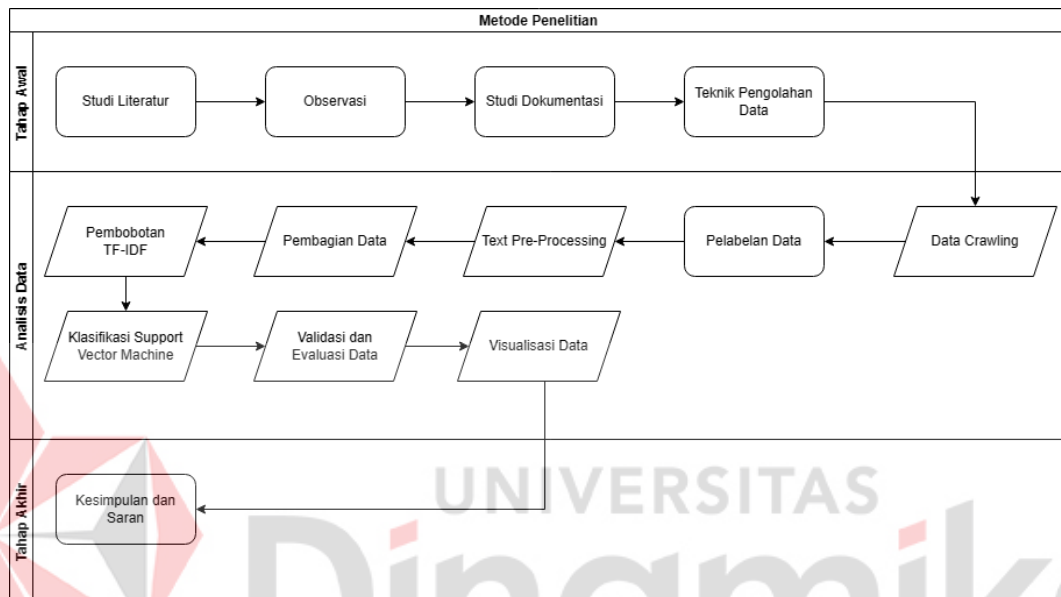 Metode Penelitian
Tahap Awal
Studi Literatur
Observasi
Studi Dokumentasi
Teknik Pengolahan
Data
Analisis Data
Pembobotan
TF-IDF
Pembagian Data
Text Pre-Processing
Pelabelan Data
Data Crawling
Klasifikasi Support
Vector Machine
Validasi dan
Evaluasi Data
Visualisasi Data
Tahap Akhir
Kesimpulan dan
Saran
UNIVERSITAS
Dinamika